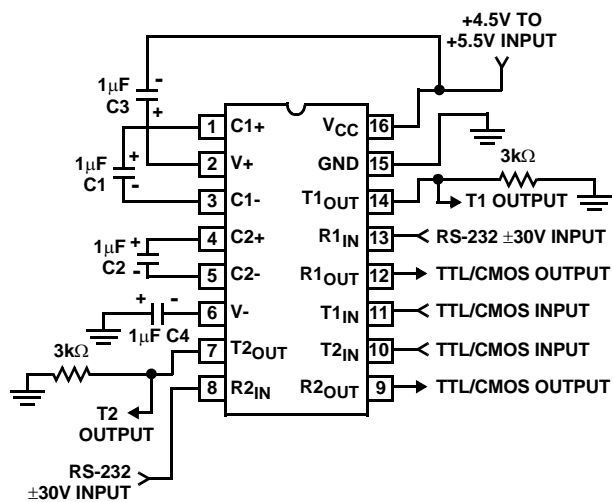 +4.5V TO
+5.5V INPUT
-
1µF
C3
+
1 C1+ VCC 16
+
1µF
C1
-
2 V+ GND 15
3kΩ
3 C1- T1OUT 14
T1 OUTPUT
4 C2+ R1IN 13 RS-232 ±30V INPUT
1µF +
C2 -
5 C2- R1OUT 12 TTL/CMOS OUTPUT
+ -
1µF C4
6 V- T1IN 11 TTL/CMOS INPUT
3kΩ
7 T2OUT T2IN 10 TTL/CMOS INPUT
8 R2IN R2OUT 9 TTL/CMOS OUTPUT
T2
OUTPUT
RS-232
±30V INPUT